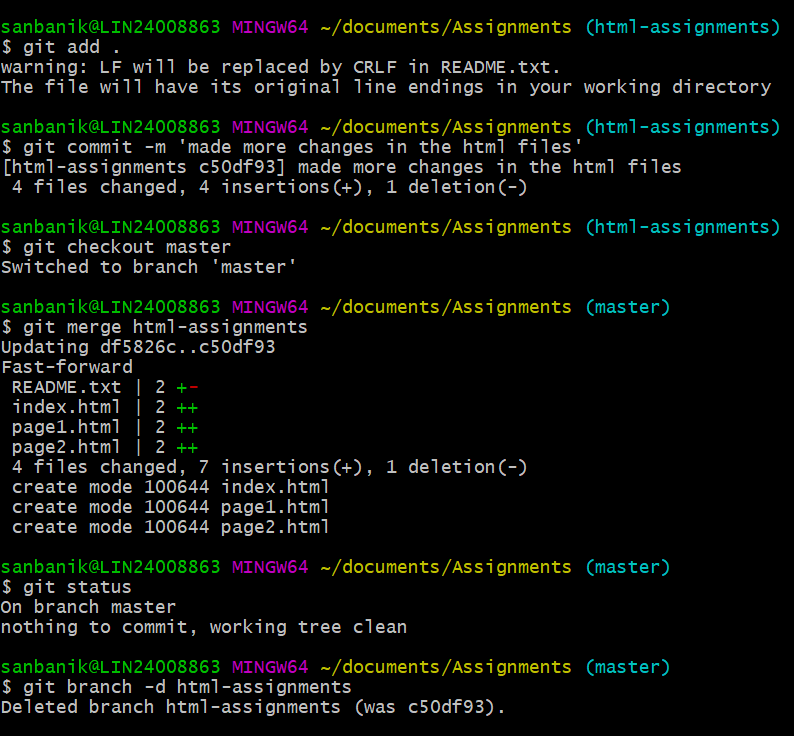 sanbanik@LIN24008863 MINGW64 ~/documents/Assignments (html-assignments)
$ git add .
warning: LF will be replaced by CRLF in README.txt.
The file will have its original line endings in your working directory
sanbanik@LIN24008863 MINGW64 ~/documents/Assignments (html-assignments)
$ git commit -m 'made more changes in the html files'
[html-assignments c50df93] made more changes in the html files
 4 files changed, 4 insertions(+), 1 deletion(-)
sanbanik@LIN24008863 MINGW64 ~/documents/Assignments (html-assignments)
$ git checkout master
Switched to branch 'master'
sanbanik@LIN24008863 MINGW64 ~/documents/Assignments (master)
$ git merge html-assignments
Updating df5826c..c50df93
Fast-forward
 README.txt | 2 +-
 index.html | 2 ++
 page1.html | 2 ++
 page2.html | 2 ++
 4 files changed, 7 insertions(+), 1 deletion(-)
 create mode 100644 index.html
 create mode 100644 page1.html
 create mode 100644 page2.html
sanbanik@LIN24008863 MINGW64 ~/documents/Assignments (master)
$ git status
On branch master
nothing to commit, working tree clean
sanbanik@LIN24008863 MINGW64 ~/documents/Assignments (master)
$ git branch -d html-assignments
Deleted branch html-assignments (was c50df93).